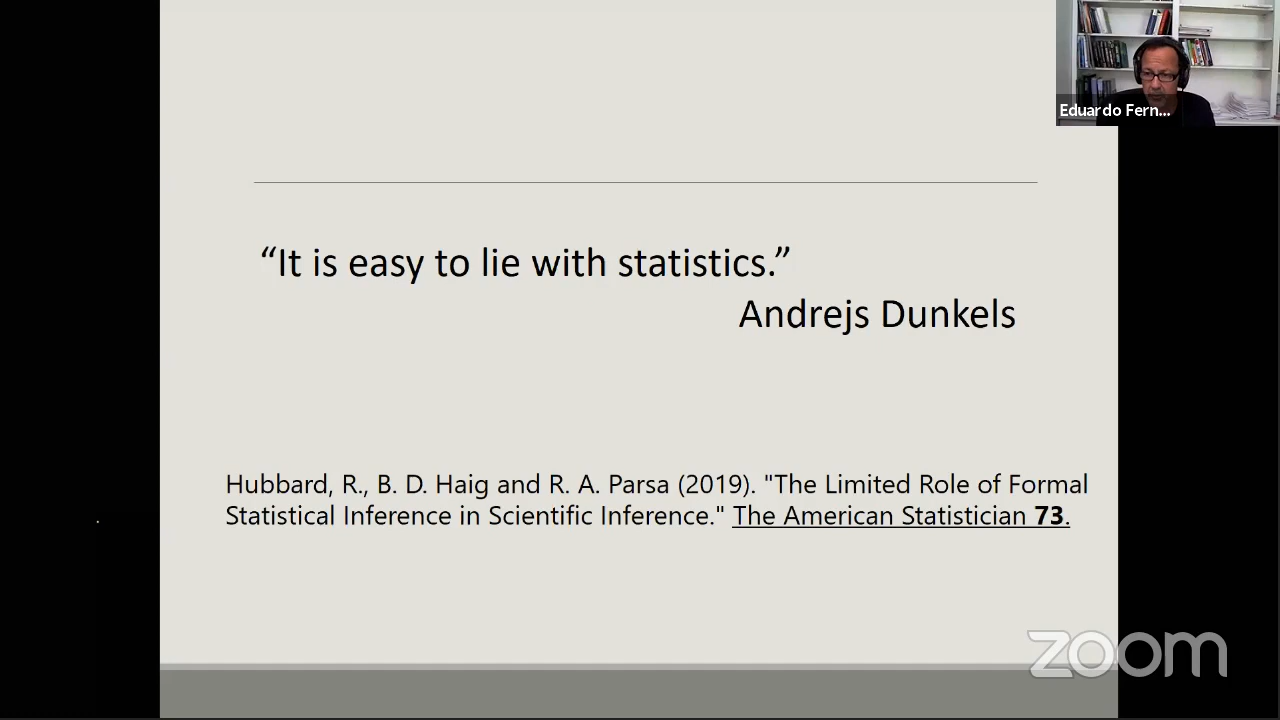 Eduardo Fern...
“It is easy to lie with statistics.”
Andrejs Dunkels
Hubbard, R., B. D. Haig and R. A. Parsa (2019). "The Limited Role of Formal
Statistical Inference in Scientific Inference." The American Statistician 73.
zoom